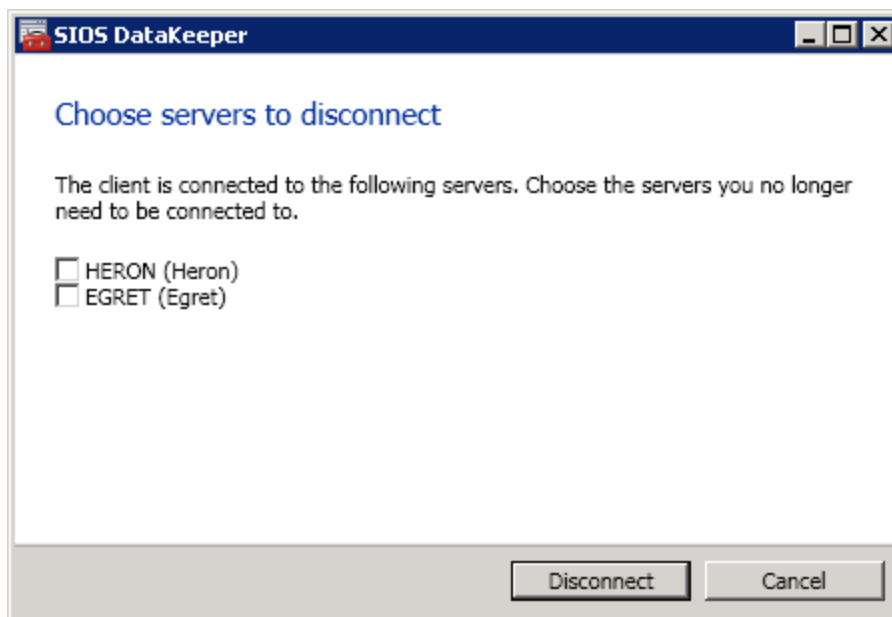 SIOS DataKeeper
Choose servers to disconnect
The client is connected to the following servers. Choose the servers you no longer
need to be connected to.
HERON (Heron)
EGRET (Egret)
Disconnect
Cancel